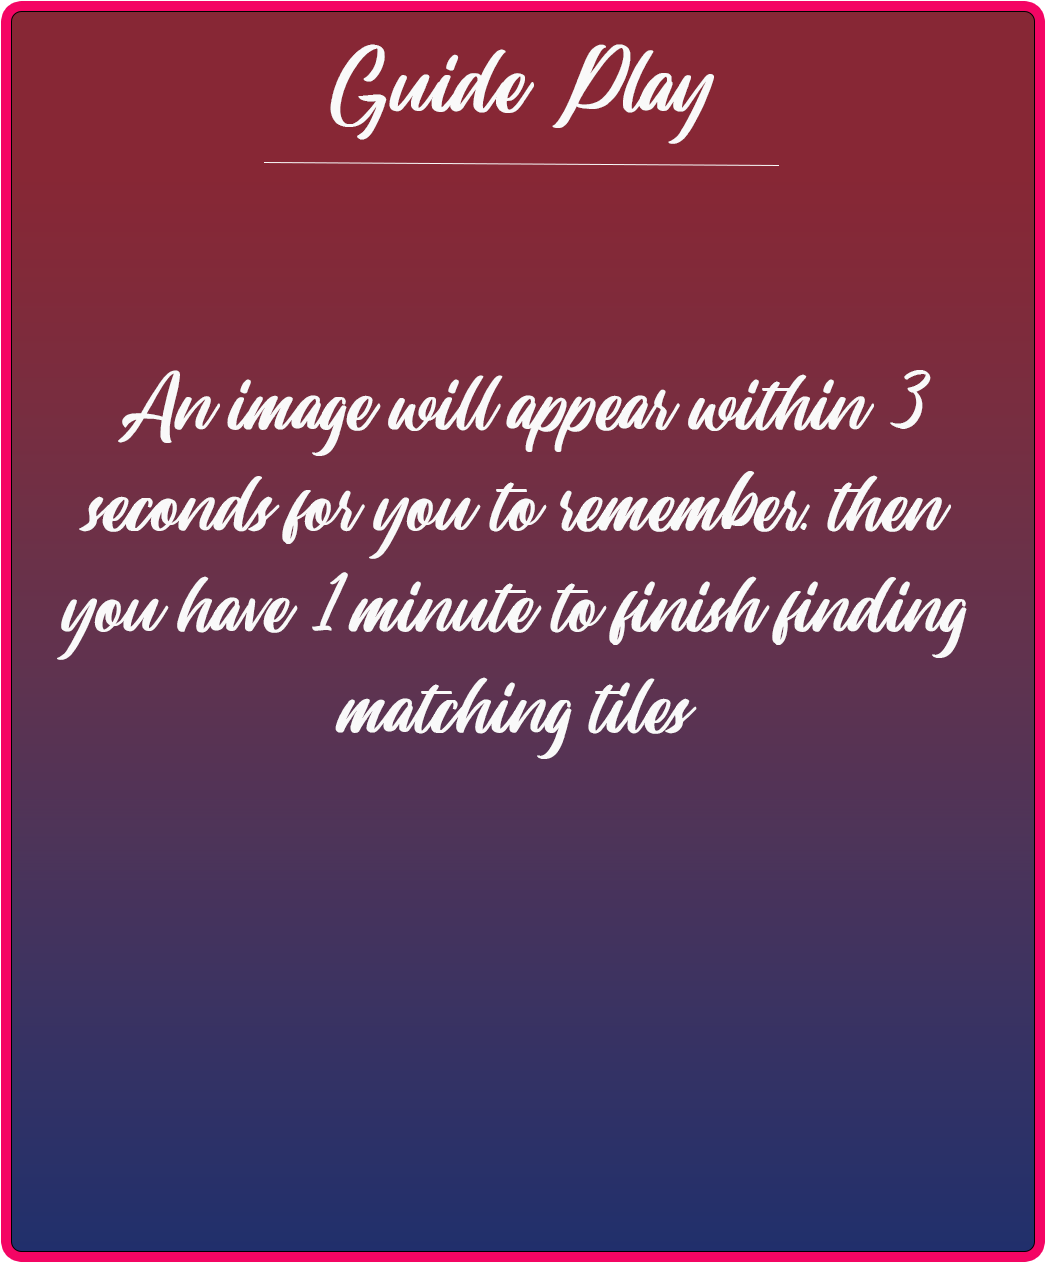 Guide Play
An image will appear within 3
seconds for you to remember. then
you have 1 minute to finish finding
matching tiles